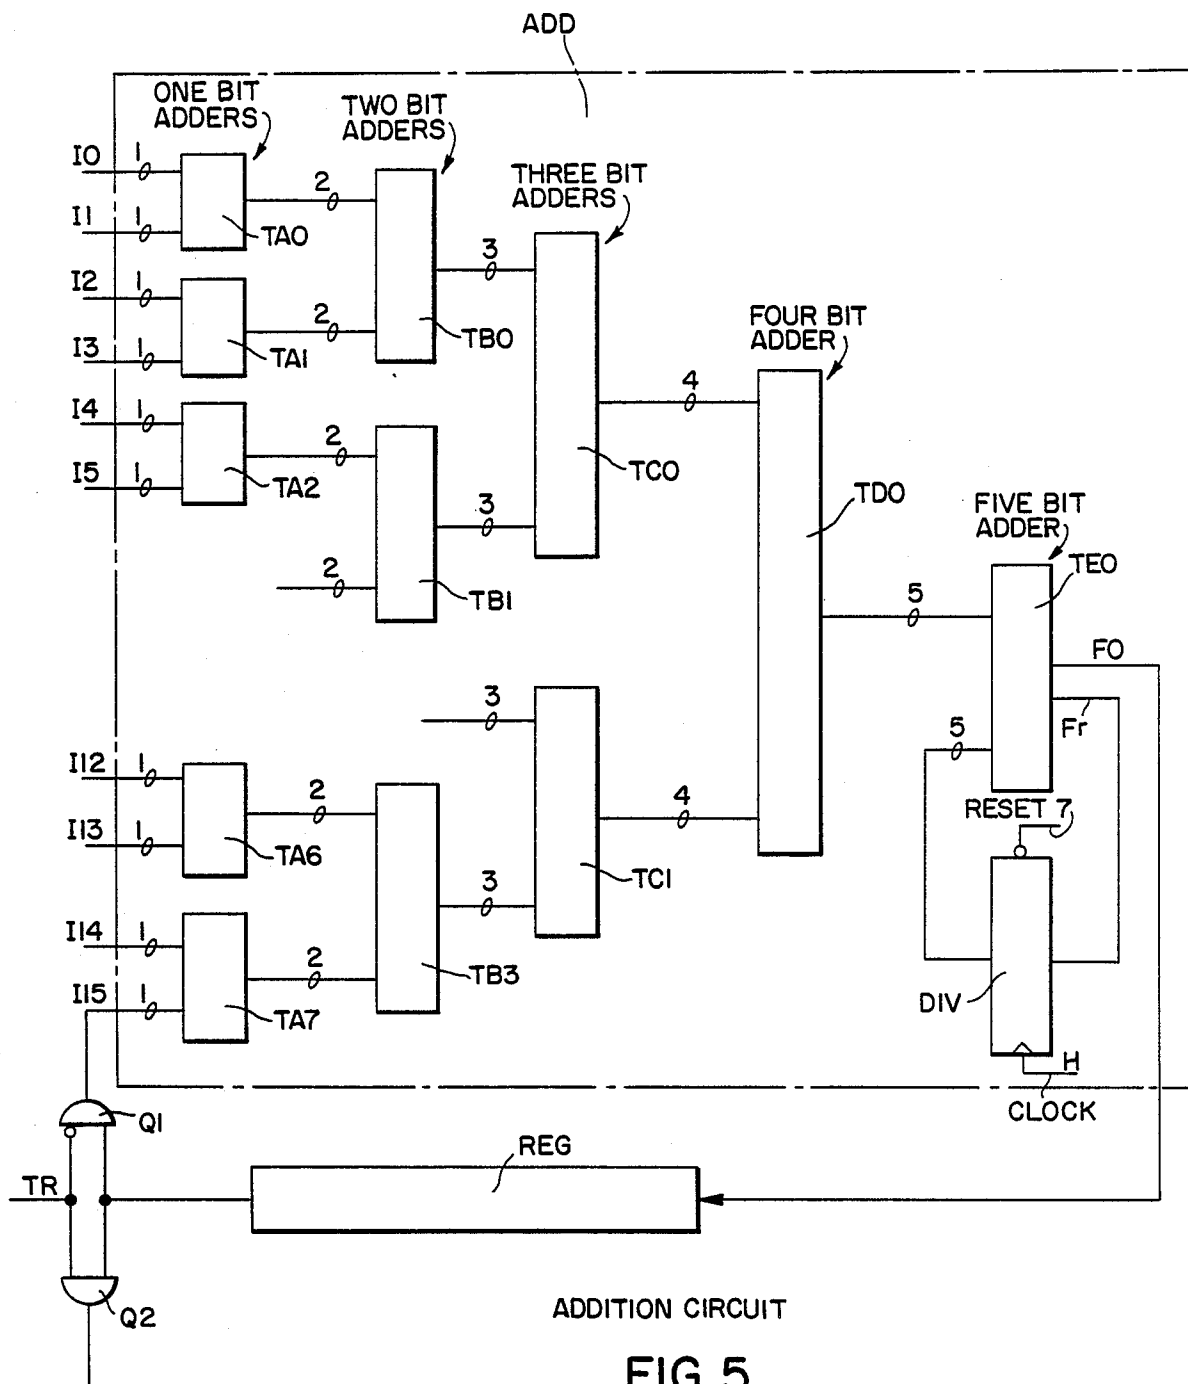 ADD
ONE BIT
ADDERS
TWO BIT
ADDERS
THREE BIT
ADDERS
FOUR BIT
ADDER
FIVE BIT
ADDER
I0
1
I1
1
TA0
2
I2
1
I3
1
TA1
2
TB0
3
I4
1
I5
1
TA2
2
2
TB1
3
TC0
4
TD0
5
TE0
F0
Fr
5
RESET 7
3
I12
1
I13
1
TA6
2
I14
1
I15
1
TA7
2
TB3
3
TC1
4
DIV
H
CLOCK
Q1
TR
REG
Q2
ADDITION CIRCUIT
FIG. 5